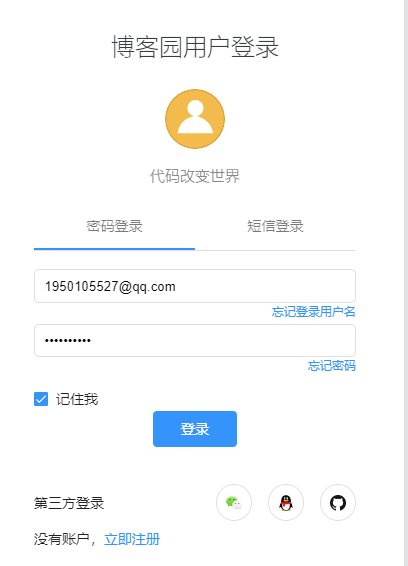 博客园用户登录
代码改变世界
密码登录 短信登录
1950105527@qq.com
忘记登录用户名
••••••••••
忘记密码
记住我
登录
第三方登录
没有账户，立即注册